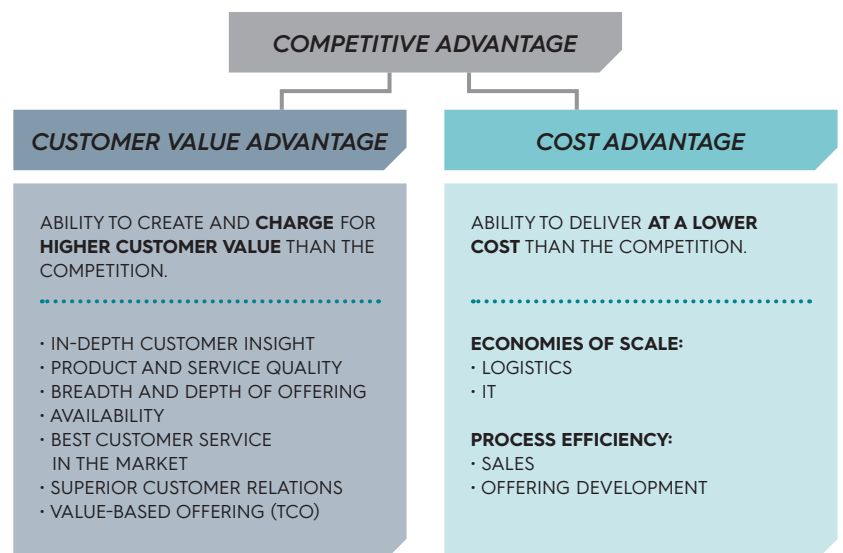 COMPETITIVE ADVANTAGE
CUSTOMER VALUE ADVANTAGE
ABILITY TO CREATE AND CHARGE FOR
HIGHER CUSTOMER VALUE THAN THE
COMPETITION.
· IN-DEPTH CUSTOMER INSIGHT
· PRODUCT AND SERVICE QUALITY
· BREADTH AND DEPTH OF OFFERING
· AVAILABILITY
· BEST CUSTOMER SERVICE
IN THE MARKET
· SUPERIOR CUSTOMER RELATIONS
· VALUE-BASED OFFERING (TCO)
COST ADVANTAGE
ABILITY TO DELIVER AT A LOWER
COST THAN THE COMPETITION.
ECONOMIES OF SCALE:
· LOGISTICS
· IT
PROCESS EFFICIENCY:
· SALES
· OFFERING DEVELOPMENT